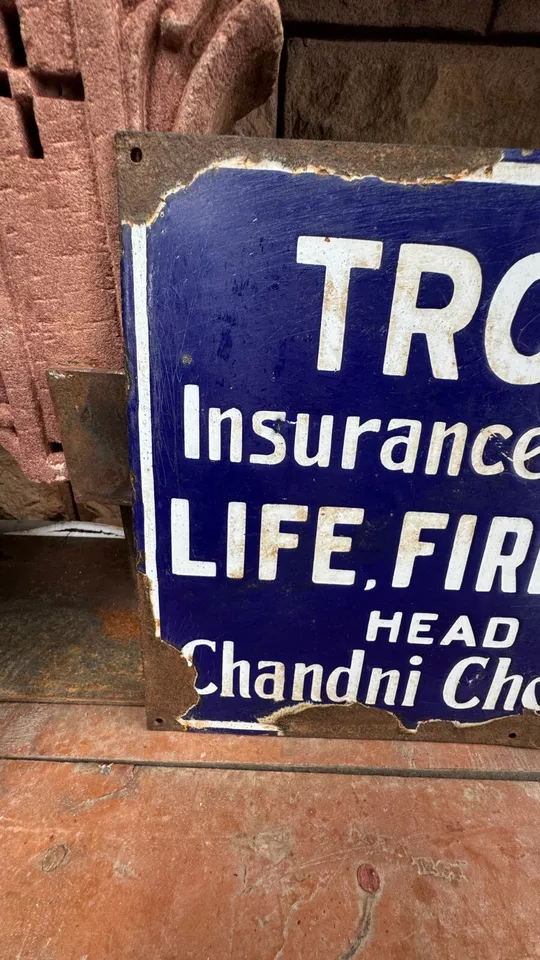 TRO
Insurance
LIFE, FIR
HEAD
Chandni Cho